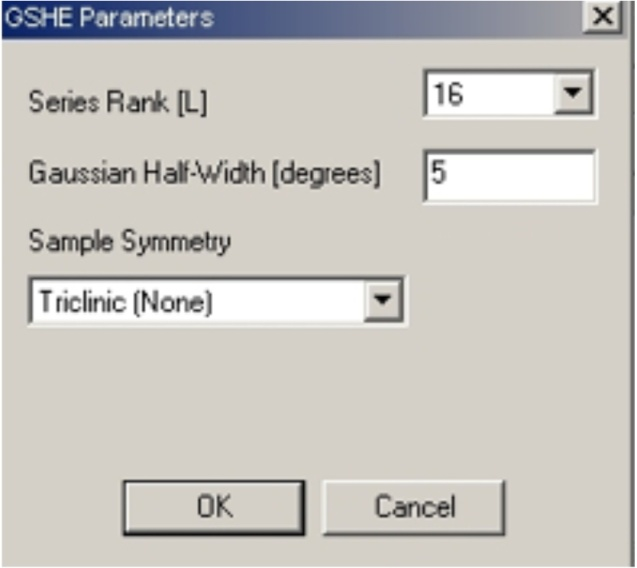 GSHE Parameters
Series Rank [L] 16
Gaussian Half-Width [degrees] 5
Sample Symmetry
Triclinic (None)
OK Cancel